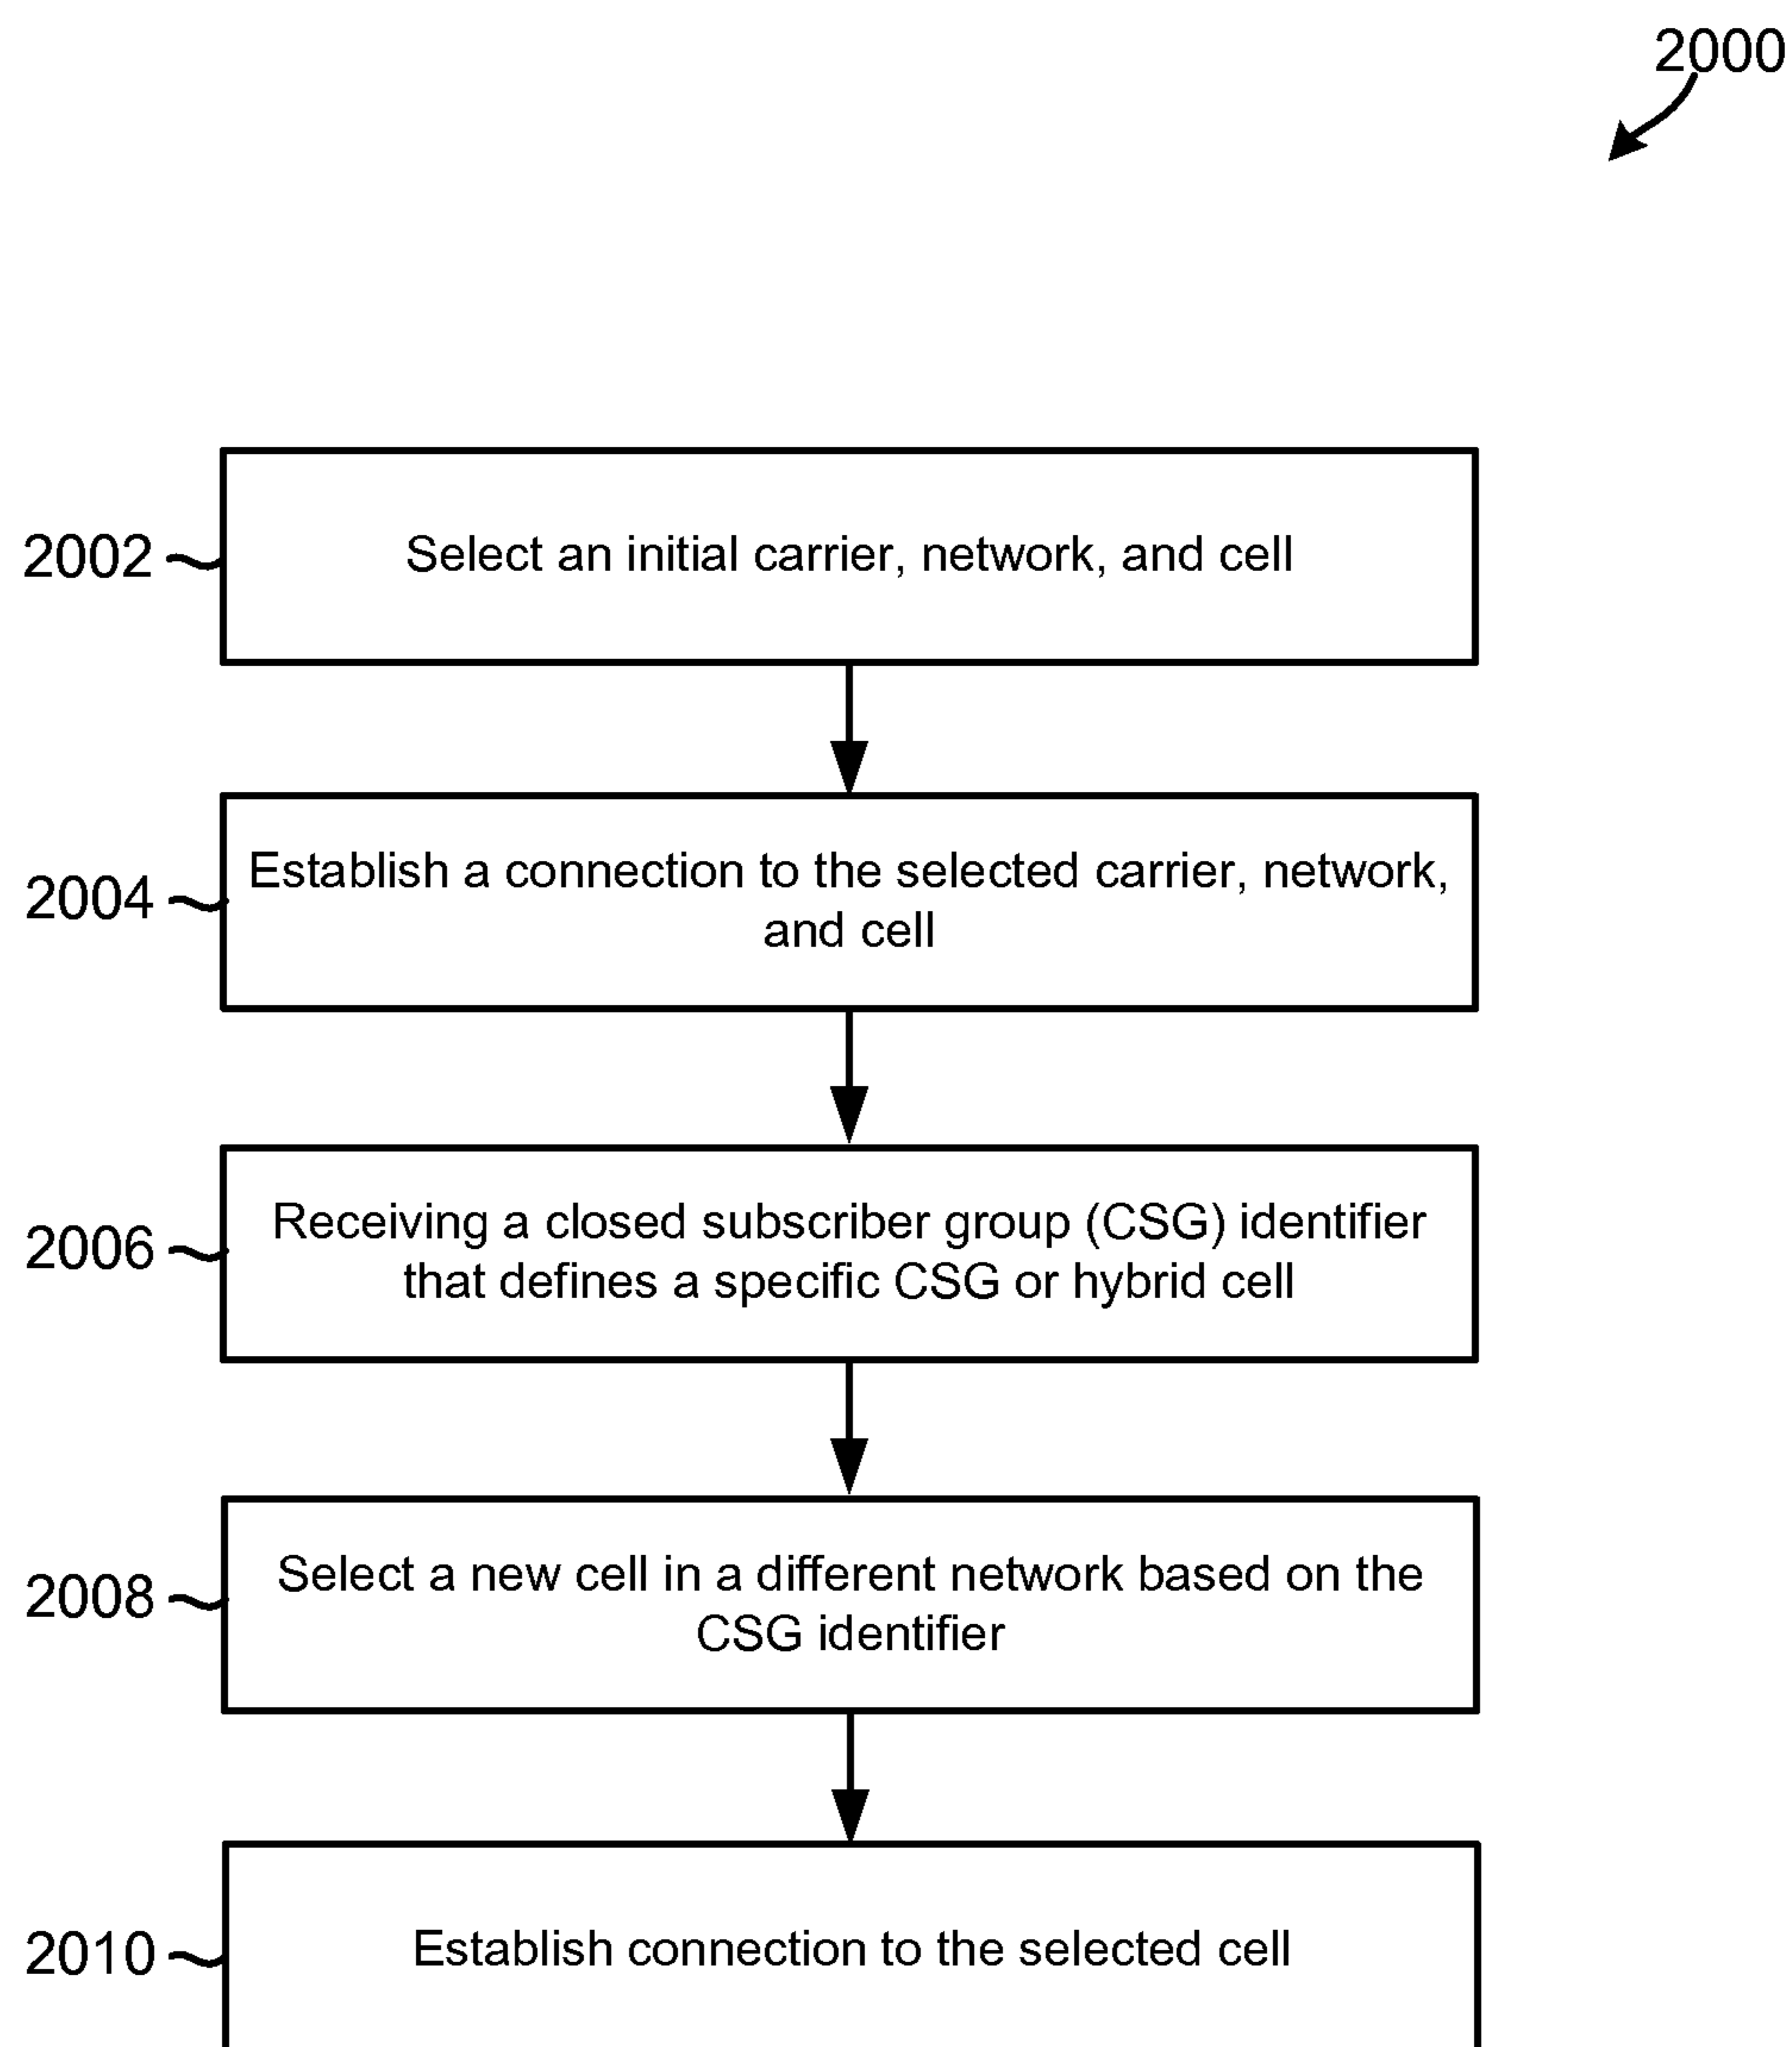 2000
2002
Select an initial carrier, network, and cell
2004
Establish a connection to the selected carrier, network,
and cell
2006
Receiving a closed subscriber group (CSG) identifier
that defines a specific CSG or hybrid cell
2008
Select a new cell in a different network based on the
CSG identifier
2010
Establish connection to the selected cell